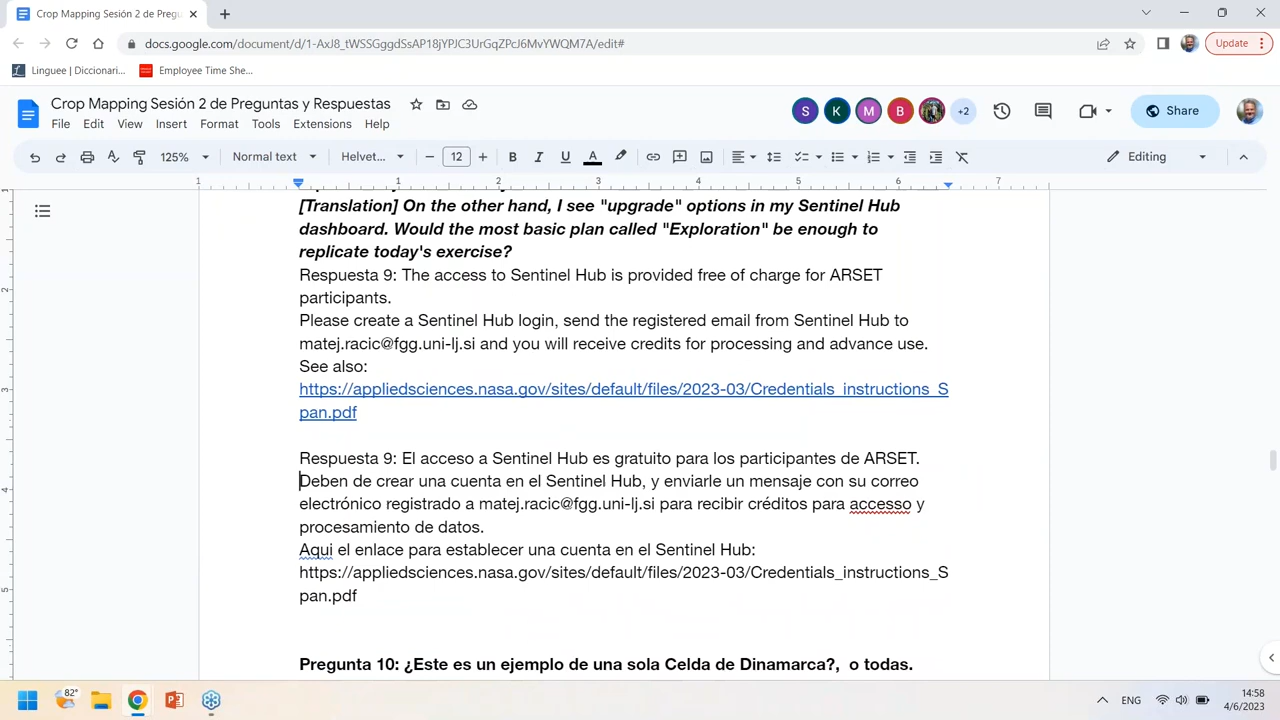 Crop Mapping Sesión 2 de Pregu
docs.google.com/document/d/1-AxJ8_tWSSGggdSsAP18jYPJC3UrGqZPcJ6MvYWQM7A/edit#
Update
Linguee | Diccionari...
Employee Time She...
Crop Mapping Sesión 2 de Preguntas y Respuestas
File Edit View Insert Format Tools Extensions Help
S K M B +2
Share
125% Normal text Helvet... 12 B I U A Editing
1 1 2 3 4 5 6 7
[Translation] On the other hand, I see "upgrade" options in my Sentinel Hub
dashboard. Would the most basic plan called "Exploration" be enough to
replicate today's exercise?
Respuesta 9: The access to Sentinel Hub is provided free of charge for ARSET
participants.
Please create a Sentinel Hub login, send the registered email from Sentinel Hub to
matej.racic@fgg.uni-lj.si and you will receive credits for processing and advance use.
See also:
https://appliedsciences.nasa.gov/sites/default/files/2023-03/Credentials_instructions_S
pan.pdf
Respuesta 9: El acceso a Sentinel Hub es gratuito para los participantes de ARSET.
Deben de crear una cuenta en el Sentinel Hub, y enviarle un mensaje con su correo
electrónico registrado a matej.racic@fgg.uni-lj.si para recibir créditos para accesso y
procesamiento de datos.
Aqui el enlace para establecer una cuenta en el Sentinel Hub:
https://appliedsciences.nasa.gov/sites/default/files/2023-03/Credentials_instructions_S
pan.pdf
Pregunta 10: ¿Este es un ejemplo de una sola Celda de Dinamarca?, o todas.
82°
ENG
14:58
4/6/2023